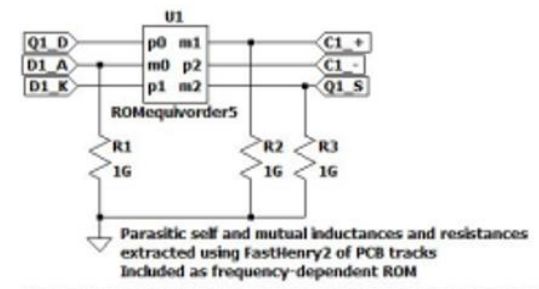 U1
Q1_D p0 m1 C1_+
D1_A m0 p2 C1_-
D1_K p1 m2 Q1_S
ROMequivorder5
R1 R2 R3
1G 1G 1G
Parasitic self and mutual inductances and resistances
extracted using FastHenry2 of PCB tracks
Included as frequency-dependent ROM